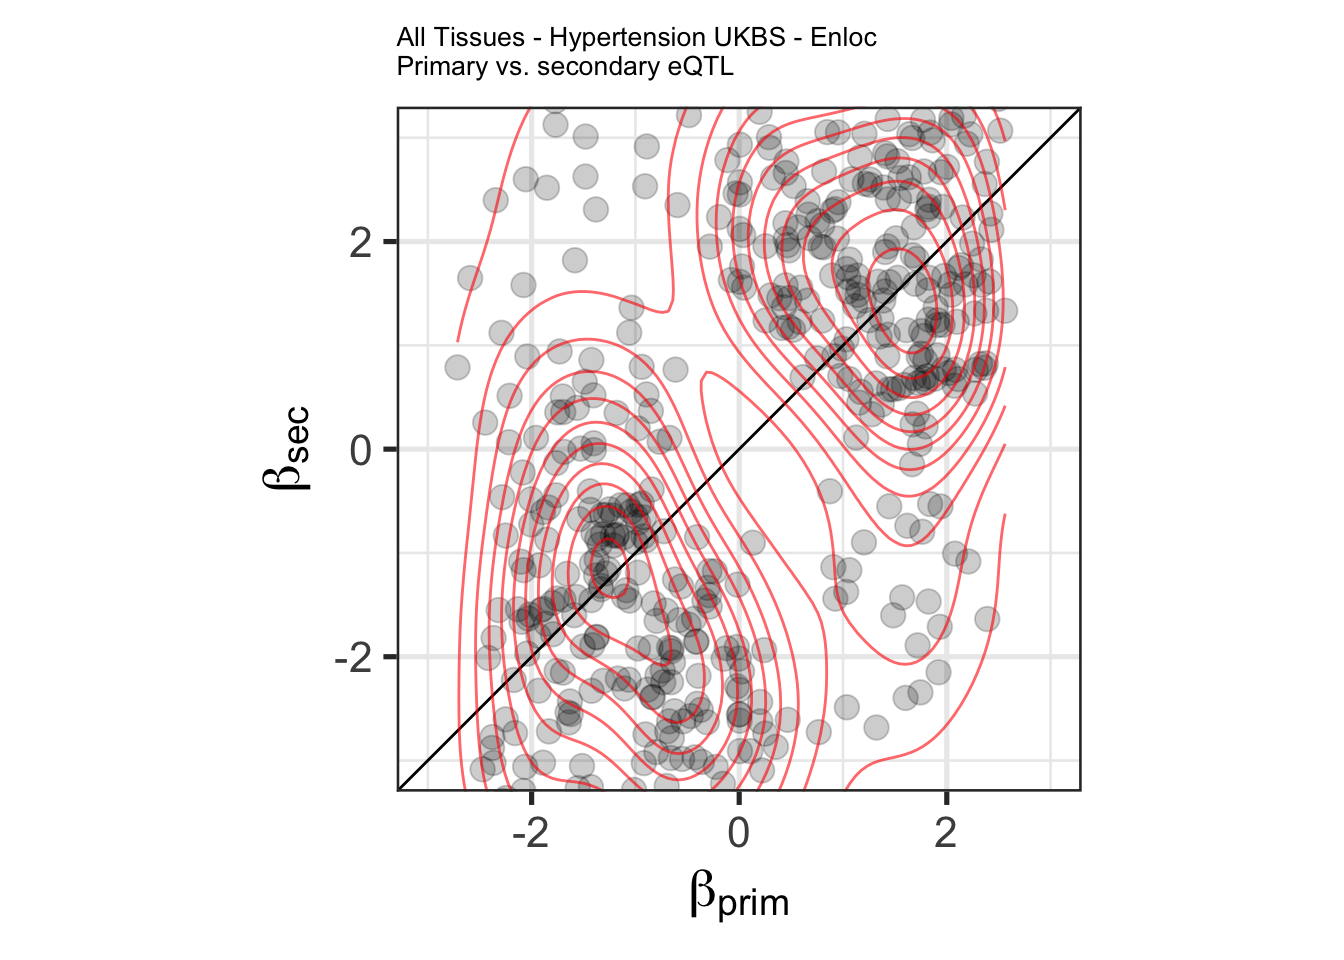 All Tissues - Hypertension UKBS - Enloc
Primary vs. secondary eQTL
βsec
2
0
-2
-2 0 2
βprim